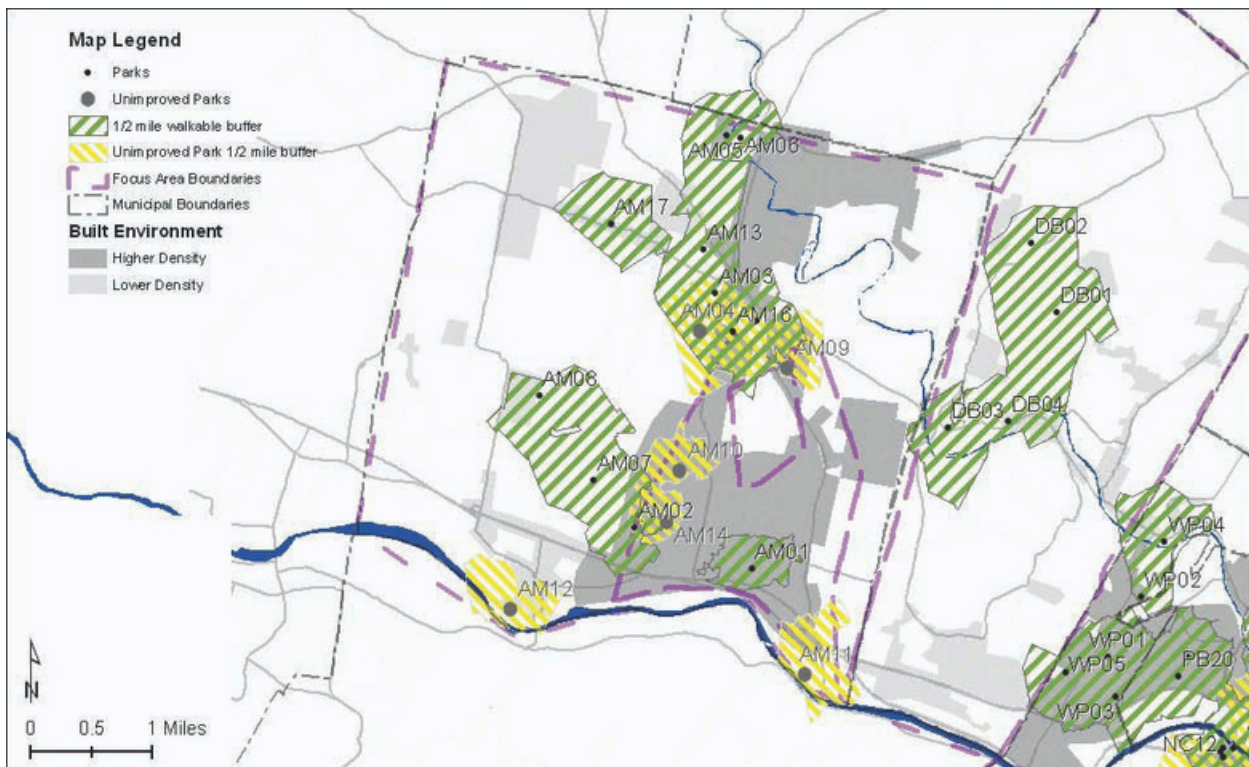 Map Legend
Parks
Unimproved Parks
1/2 mile walkable buffer
Unimproved Park 1/2 mile buffer
Focus Area Boundaries
Municipal Boundaries
Built Environment
Higher Density
Lower Density
AM05
AM06
AM17
AM13
AM03
AM04
AM16
AM09
DB02
DB01
DB03
DB04
AM08
AM07
AM10
AM02
AM14
AM01
AM12
AM11
WP04
WP02
WP01
WP05
PB20
WP03
NC12
N
0 0.5 1 Miles